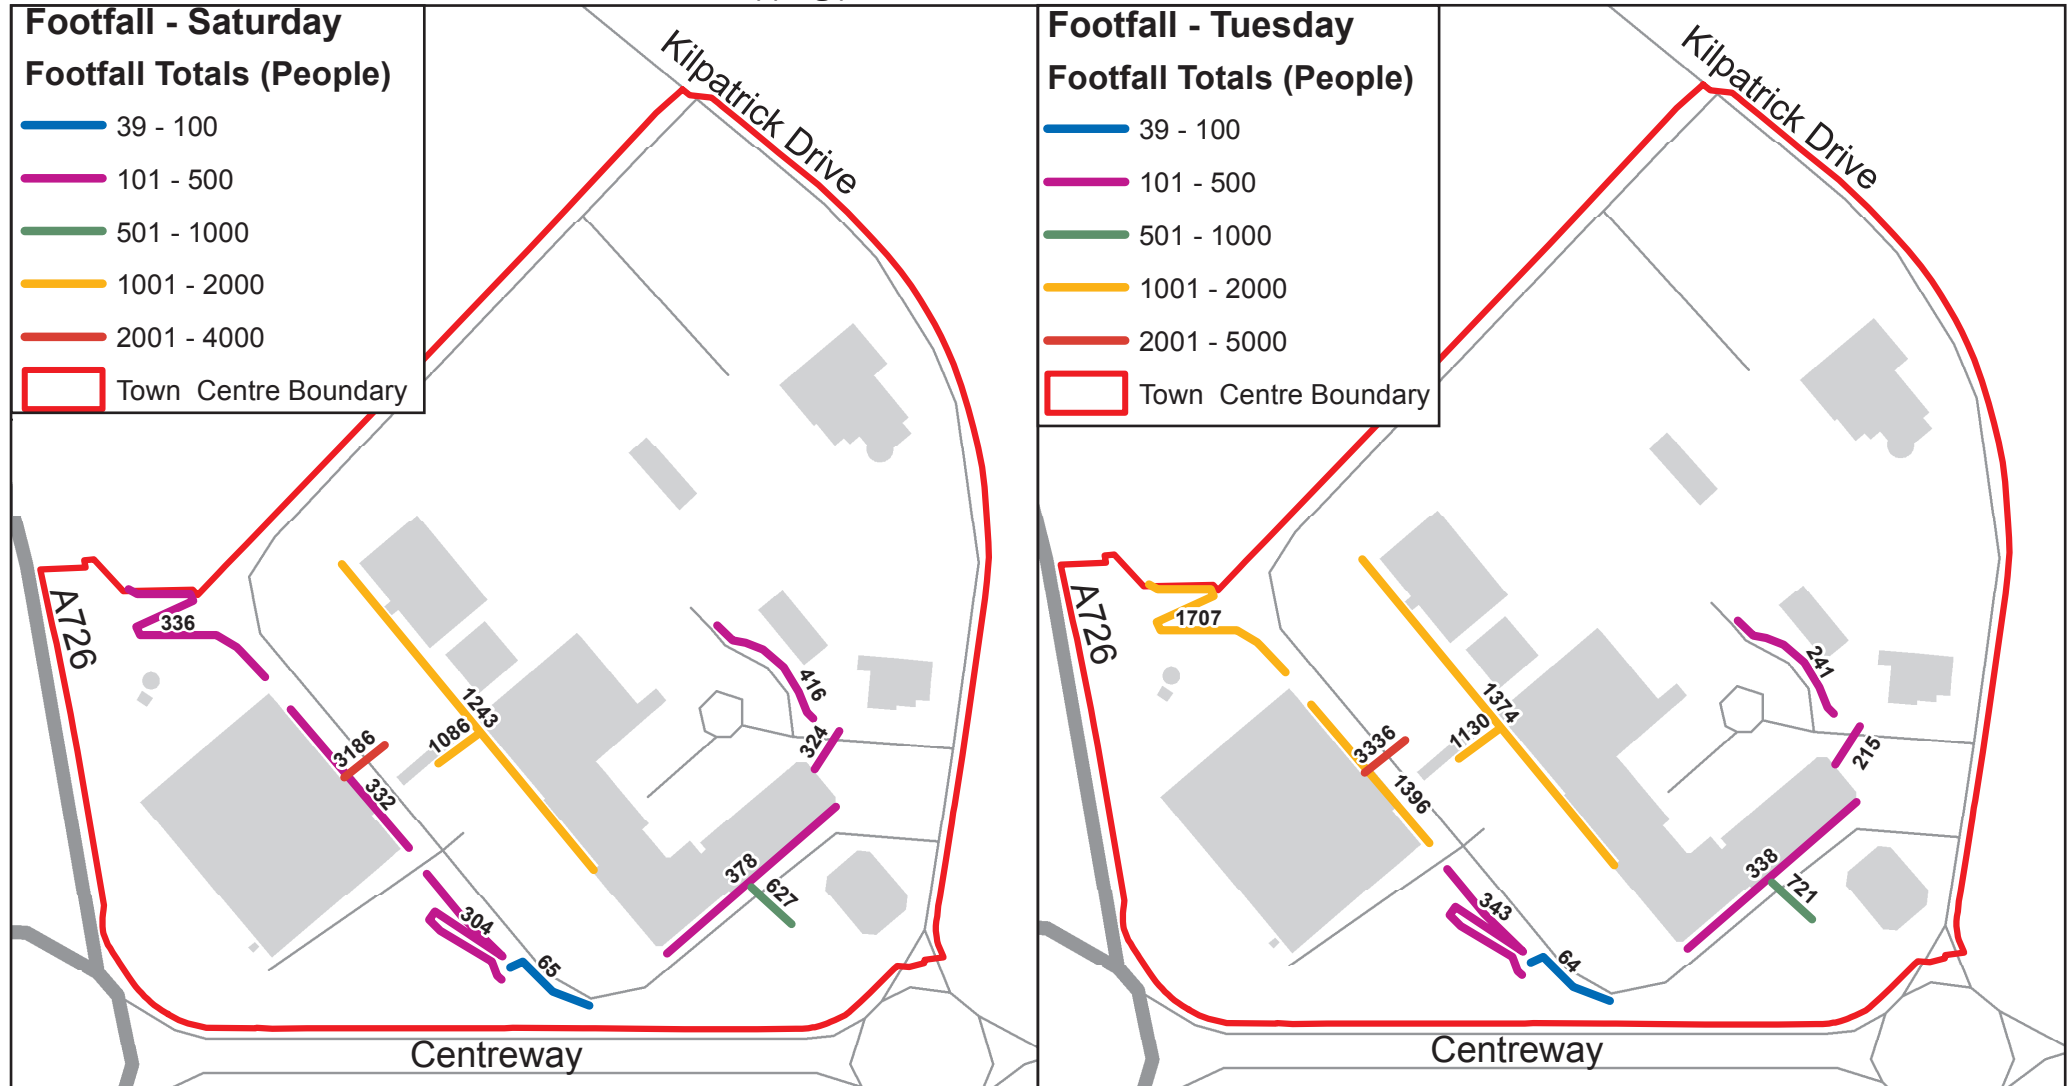 Footfall - Saturday
Footfall Totals (People)
39 - 100
101 - 500
501 - 1000
1001 - 2000
2001 - 4000
Town Centre Boundary
Kilpatrick Drive
A726
336
1243
1086
3186
332
416
324
378
627
304
65
Centreway
Footfall - Tuesday
Footfall Totals (People)
39 - 100
101 - 500
501 - 1000
1001 - 2000
2001 - 5000
Town Centre Boundary
Kilpatrick Drive
A726
1707
1374
1130
3336
1396
241
215
338
721
343
64
Centreway